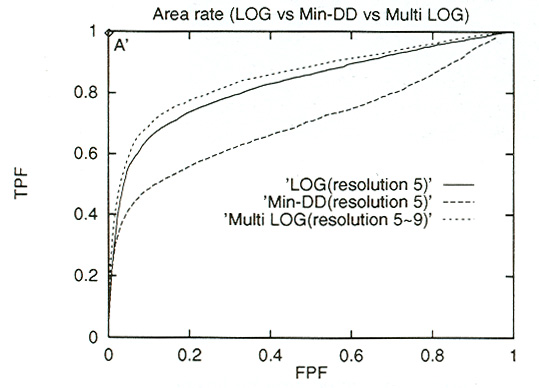 Area rate (LOG vs Min-DD vs Multi LOG)
1
A'
0.8
0.6
0.4
0.2
0
TPF
'LOG(resolution 5)'
'Min-DD(resolution 5)'
'Multi LOG(resolution 5~9)'
0 0.2 0.4 0.6 0.8 1
FPF